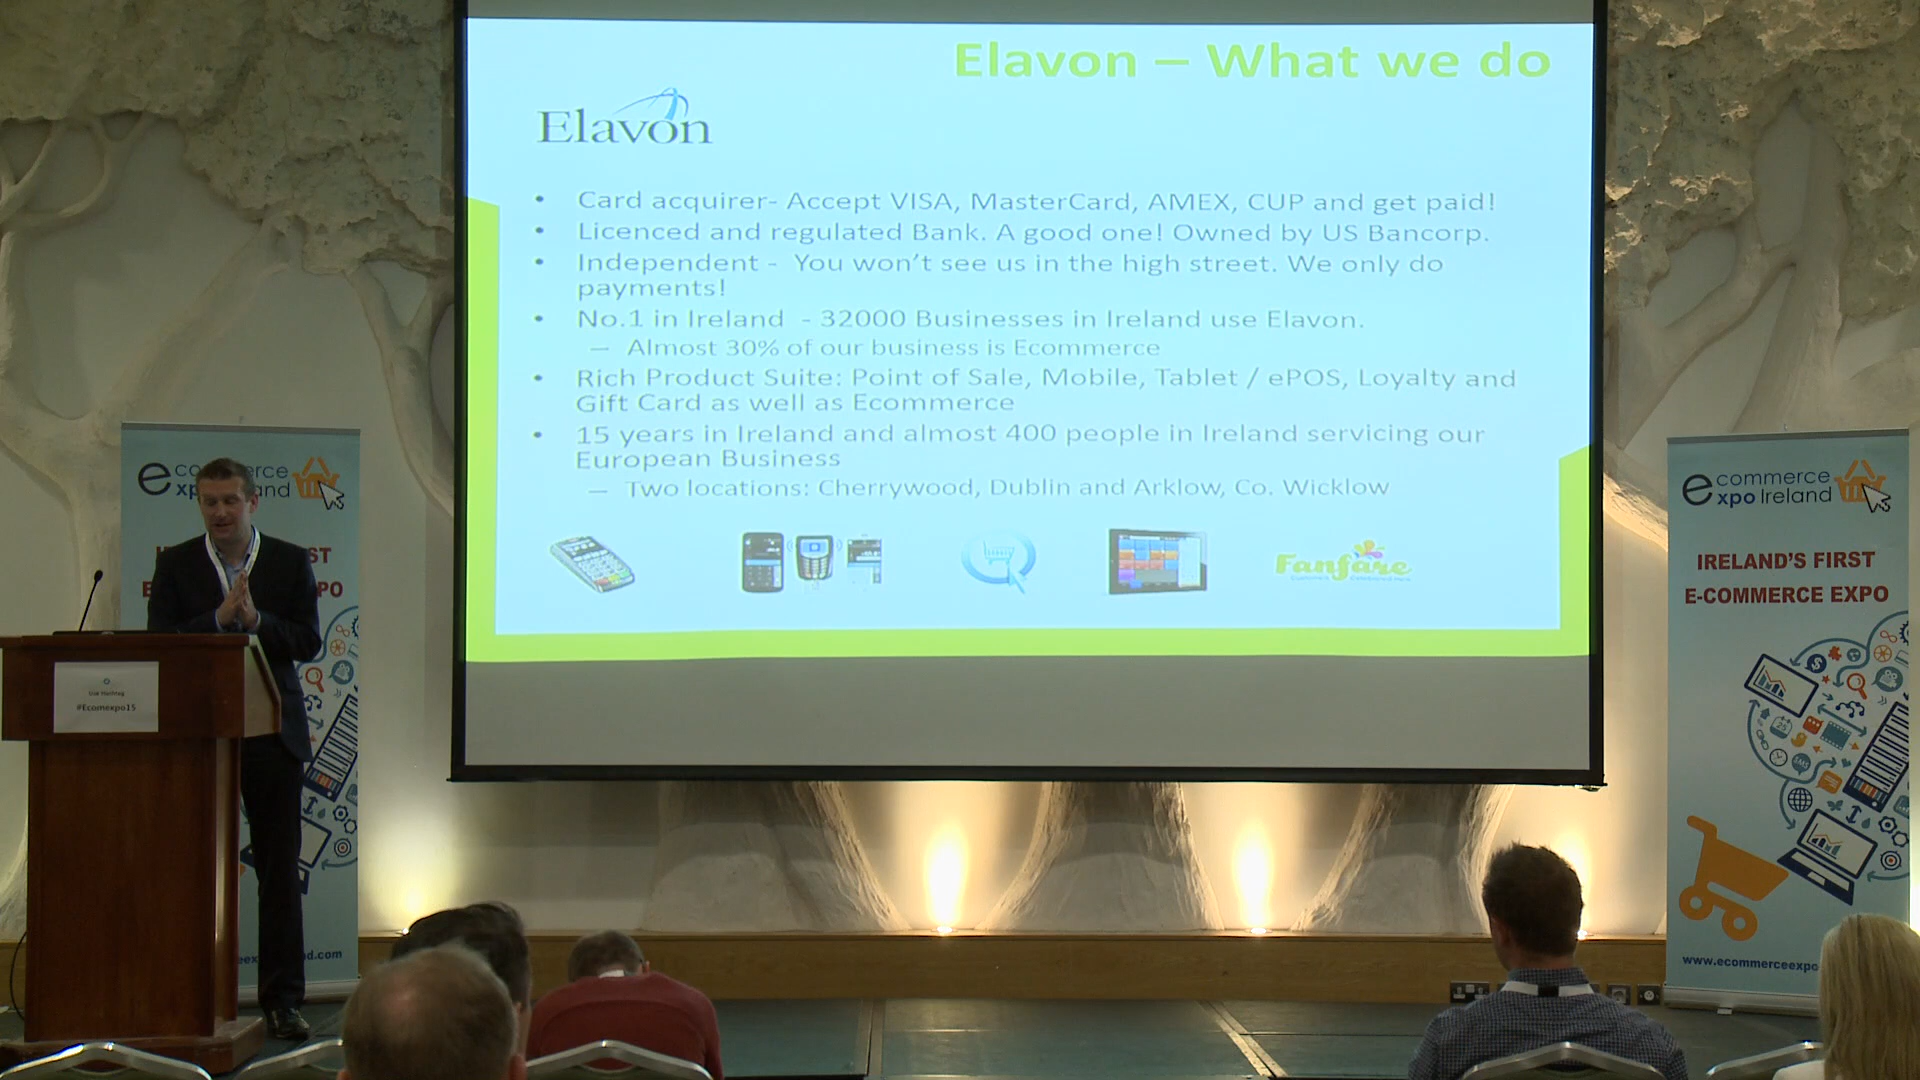 Elavon – What we do
Elavon
• Card acquirer- Accept VISA, MasterCard, AMEX, CUP and get paid!
• Licenced and regulated Bank. A good one! Owned by US Bancorp.
• Independent - You won't see us in the high street. We only do
payments!
• No.1 in Ireland - 32000 Businesses in Ireland use Elavon.
– Almost 30% of our business is Ecommerce
• Rich Product Suite: Point of Sale, Mobile, Tablet / ePOS, Loyalty and
Gift Card as well as Ecommerce
• 15 years in Ireland and almost 400 people in Ireland servicing our
European Business
– Two locations: Cherrywood, Dublin and Arklow, Co. Wicklow
Fanfare
Use Hashtag
#Ecomexpo15
e commerce
expo Ireland
IRELAND'S FIRST
E-COMMERCE EXPO
www.ecommerceexpo